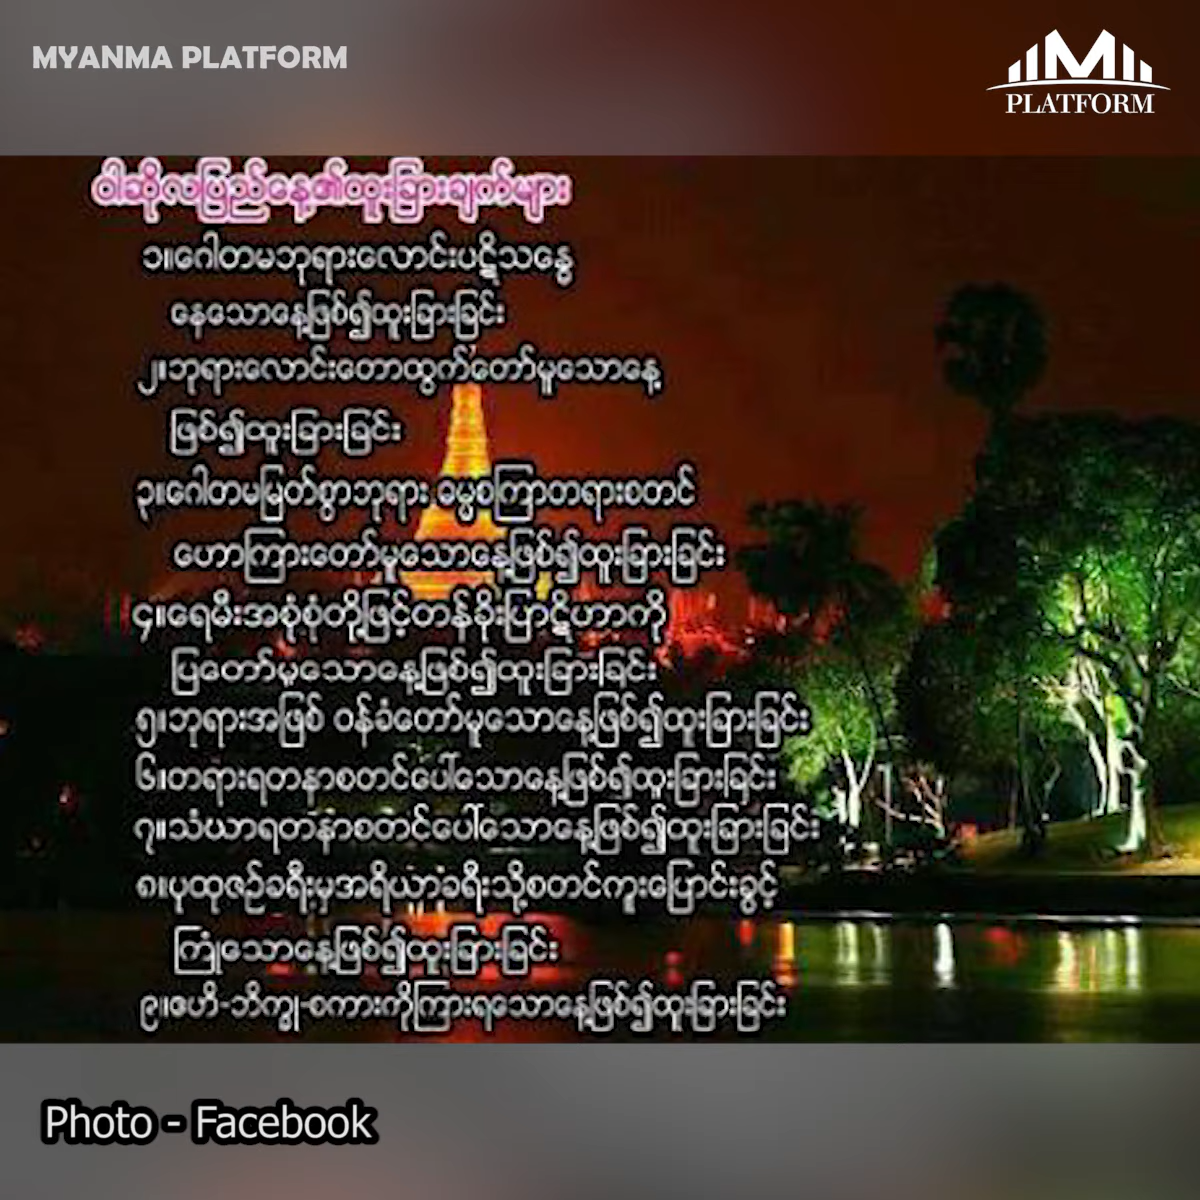 MYANMA PLATFORM
M
PLATFORM
ဝါဆိုလပြည်နေ့၏ထူးခြားချက်များ
၁။ဂေါတမဘုရားလောင်းပဋိသန္ဓေ
နေသောနေ့ဖြစ်၍ထူးခြားခြင်း
၂။ဘုရားလောင်းတောထွက်တော်မူသောနေ့
ဖြစ်၍ထူးခြားခြင်း
၃။ဂေါတမမြတ်စွာဘုရား ဓမ္မစကြာတရားစတင်
ဟောကြားတော်မူသောနေ့ဖြစ်၍ထူးခြားခြင်း
၄။ရေမီးအစုံစုံတို့ဖြင့်တန်ခိုးပြာဋိဟာကို
ပြတော်မူသောနေ့ဖြစ်၍ထူးခြားခြင်း
၅။ဘုရားအဖြစ် ဝန်ခံတော်မူသောနေ့ဖြစ်၍ထူးခြားခြင်း
၆။တရားရတနာစတင်ပေါ်သောနေ့ဖြစ်၍ထူးခြားခြင်း
၇။သံဃာရတနာစတင်ပေါ်သောနေ့ဖြစ်၍ထူးခြားခြင်း
၈။ပုထုဇဉ်ခရီးမှအရိယာခရီးသို့စတင်ကူးပြောင်းခွင့်
ကြုံသောနေ့ဖြစ်၍ထူးခြားခြင်း
၉။ဧဟိ-ဘိက္ခု-စကားကိုကြားရသောနေ့ဖြစ်၍ထူးခြားခြင်း
Photo - Facebook